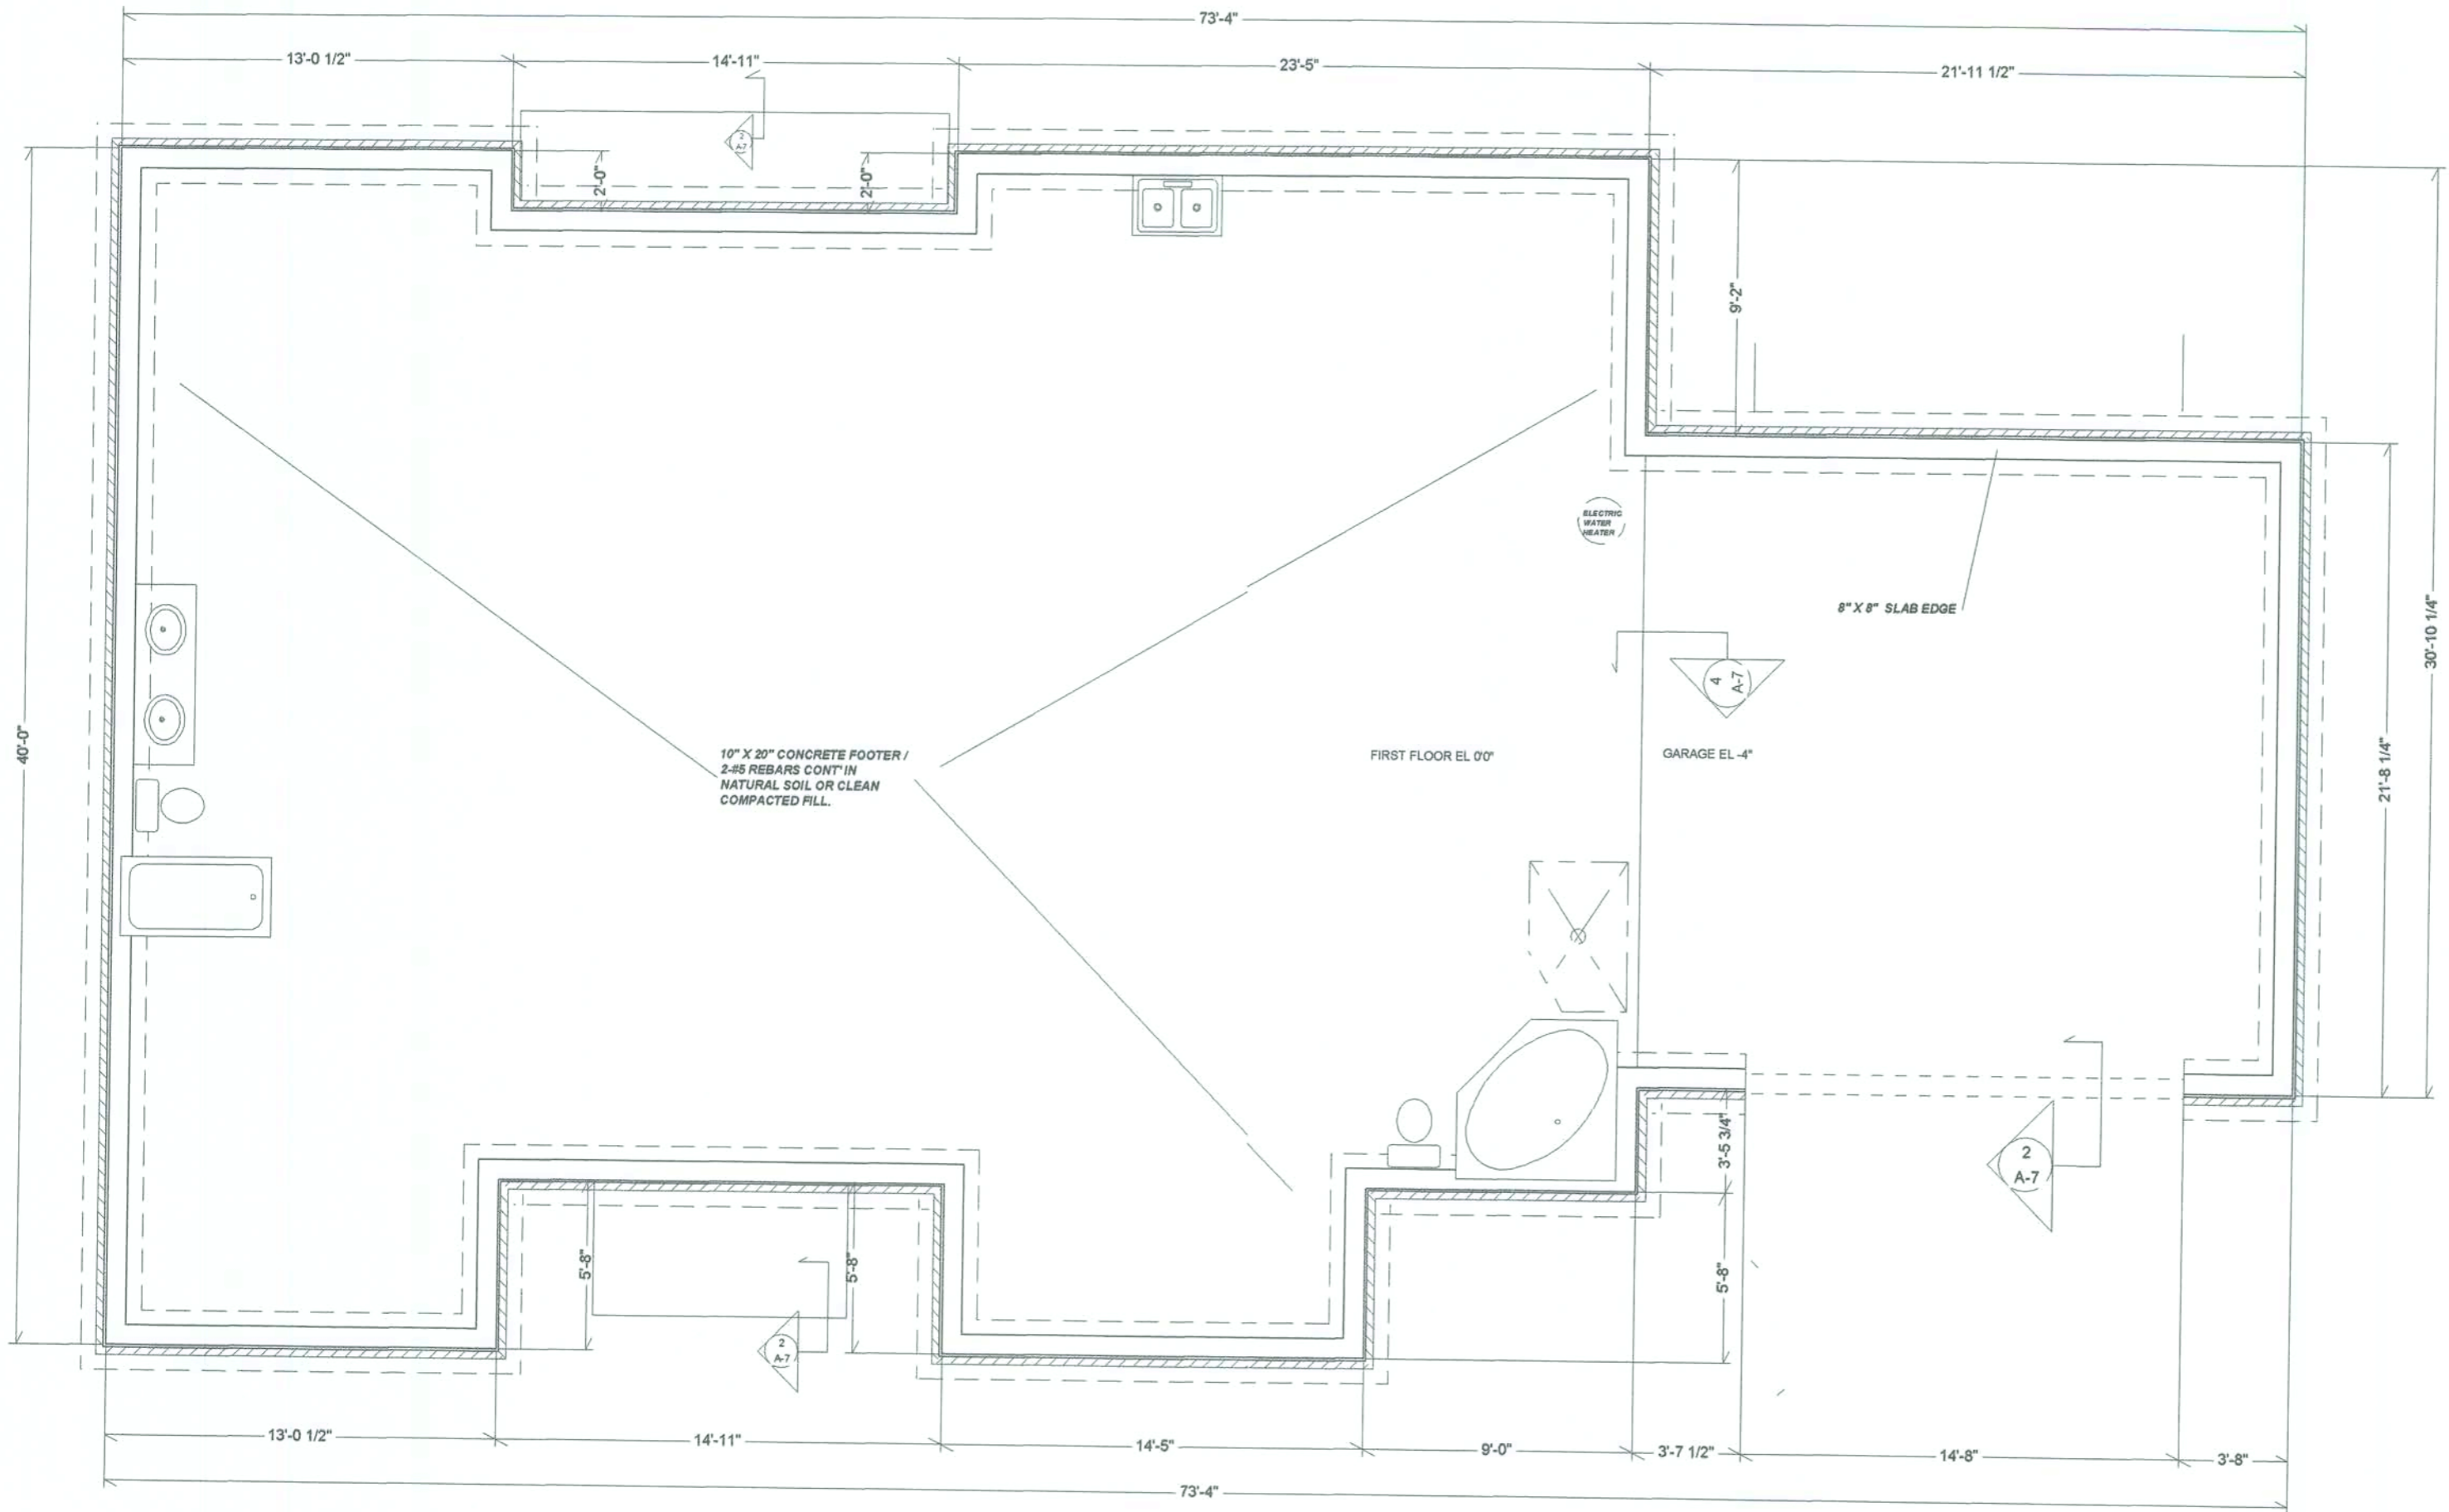 73'-4"
13'-0 1/2"
14'-11"
23'-5"
21'-11 1/2"
2
A-7
2'-0"
2'-0"
9'-2"
ELECTRIC
WATER
HEATER
8" X 8" SLAB EDGE
30'-10 1/4"
4
A-7
40'-0"
10" X 20" CONCRETE FOOTER /
2-#5 REBARS CONT' IN
NATURAL SOIL OR CLEAN
COMPACTED FILL.
FIRST FLOOR EL 0'0"
GARAGE EL -4"
21'-8 1/4"
3'-5 3/4"
2
A-7
5'-8"
5'-8"
5'-8"
2
A-7
13'-0 1/2"
14'-11"
14'-5"
9'-0"
3'-7 1/2"
14'-8"
3'-8"
73'-4"